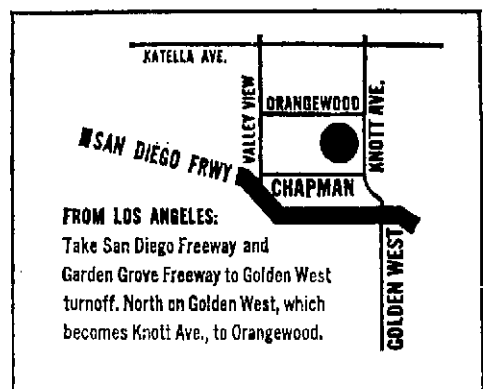 KATELLA AVE.
VALLEY VIEW
ORANGEWOOD
KNOTT AVE.
SAN DIEGO FRWY
CHAPMAN
FROM LOS ANGELES:
Take San Diego Freeway and
Garden Grove Freeway to Golden West
turnoff. North on Golden West, which
becomes Knott Ave., to Orangewood.
GOLDEN WEST